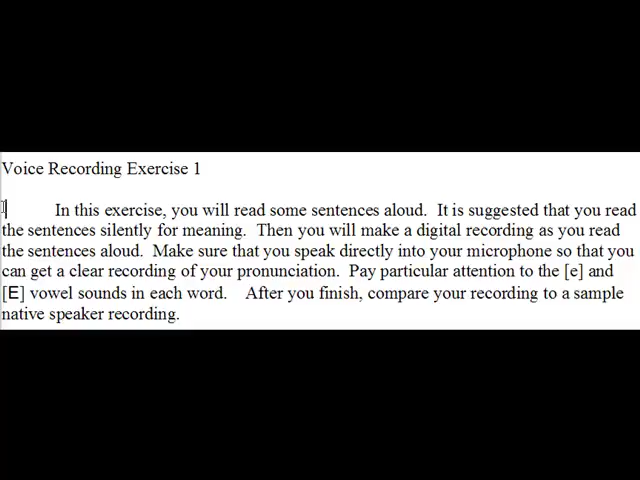 Voice Recording Exercise 1
In this exercise, you will read some sentences aloud.  It is suggested that you read
the sentences silently for meaning.  Then you will make a digital recording as you read
the sentences aloud.  Make sure that you speak directly into your microphone so that you
can get a clear recording of your pronunciation.  Pay particular attention to the [e] and
[E] vowel sounds in each word.    After you finish, compare your recording to a sample
native speaker recording.